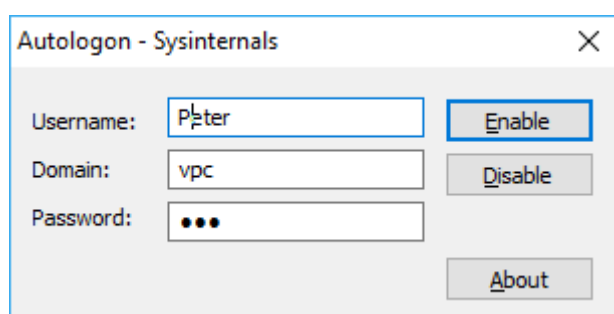 Autologon - Sysinternals
Username: Peter Enable
Domain: vpc Disable
Password: ●●●
About